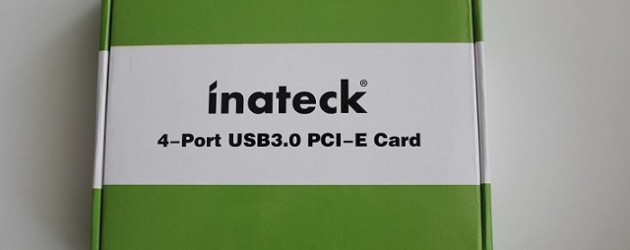 inateck®
4-Port USB3.0 PCI-E Card